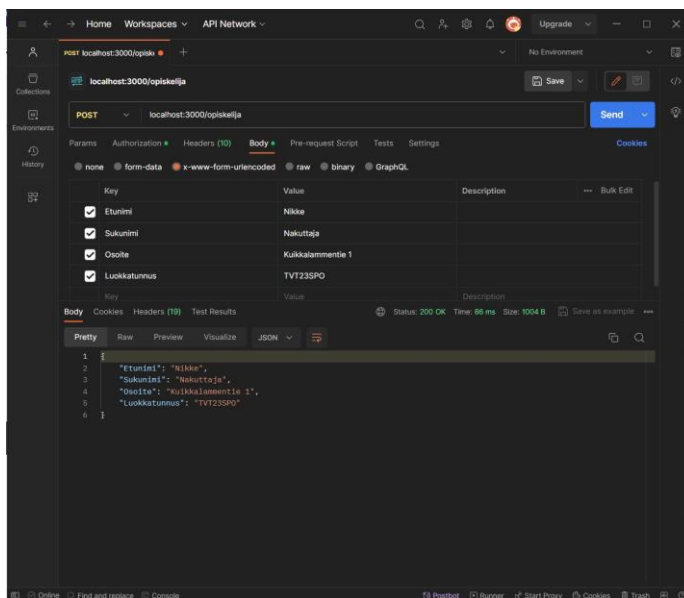 Home Workspaces API Network Upgrade
POST localhost:3000/opiski No Environment
Collections
localhost:3000/opiskelija Save
Environments
POST localhost:3000/opiskelija Send
History
Params Authorization Headers (10) Body Pre-request Script Tests Settings Cookies
none form-data x-www-form-urlencoded raw binary GraphQL
Key Value Description Bulk Edit
Etunimi Nikke
Sukunimi Nakuttaja
Osoite Kuikkalammentie 1
Luokkatunnus TVT23SPO
Key Value Description
Body Cookies Headers (19) Test Results Status: 200 OK Time: 86 ms Size: 1004 B Save as example
Pretty Raw Preview Visualize JSON
1 {
2 "Etunimi": "Nikke",
3 "Sukunimi": "Nakuttaja",
4 "Osoite": "Kuikkalammentie 1",
5 "Luokkatunnus": "TVT23SPO"
6 }
Online Find and replace Console Postbot Runner Start Proxy Cookies Trash